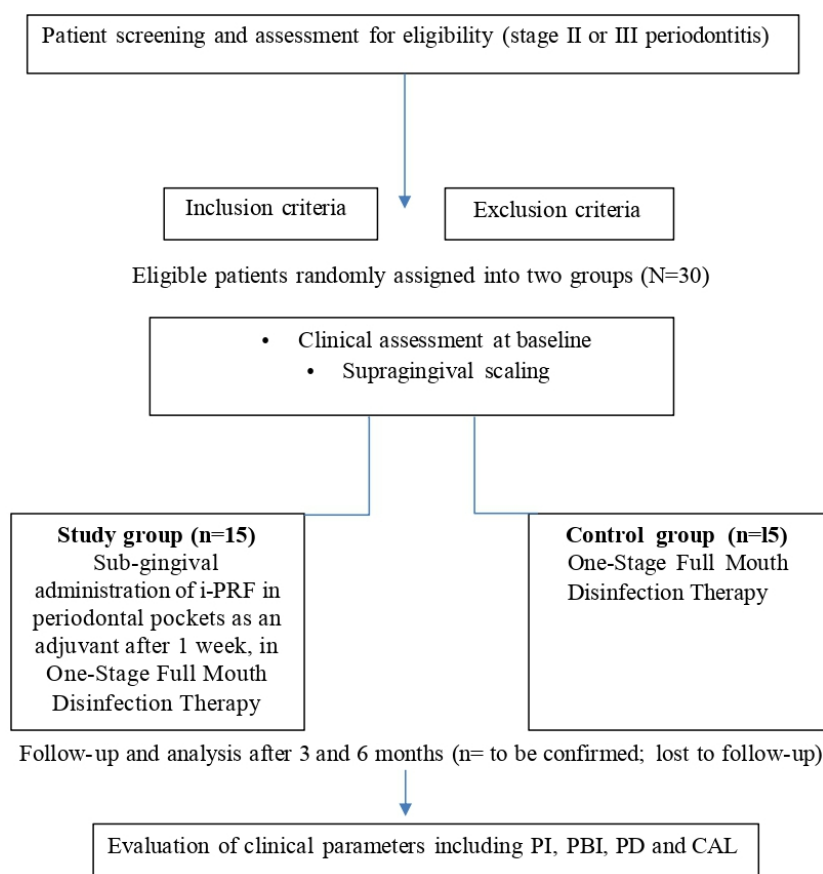 Patient screening and assessment for eligibility (stage II or III periodontitis)
Inclusion criteria
Exclusion criteria
Eligible patients randomly assigned into two groups (N=30)
• Clinical assessment at baseline
• Supragingival scaling
Study group (n=15)
Sub-gingival
administration of i-PRF in
periodontal pockets as an
adjuvant after 1 week, in
One-Stage Full Mouth
Disinfection Therapy
Control group (n=l5)
One-Stage Full Mouth
Disinfection Therapy
Follow-up and analysis after 3 and 6 months (n= to be confirmed; lost to follow-up)
Evaluation of clinical parameters including PI, PBI, PD and CAL